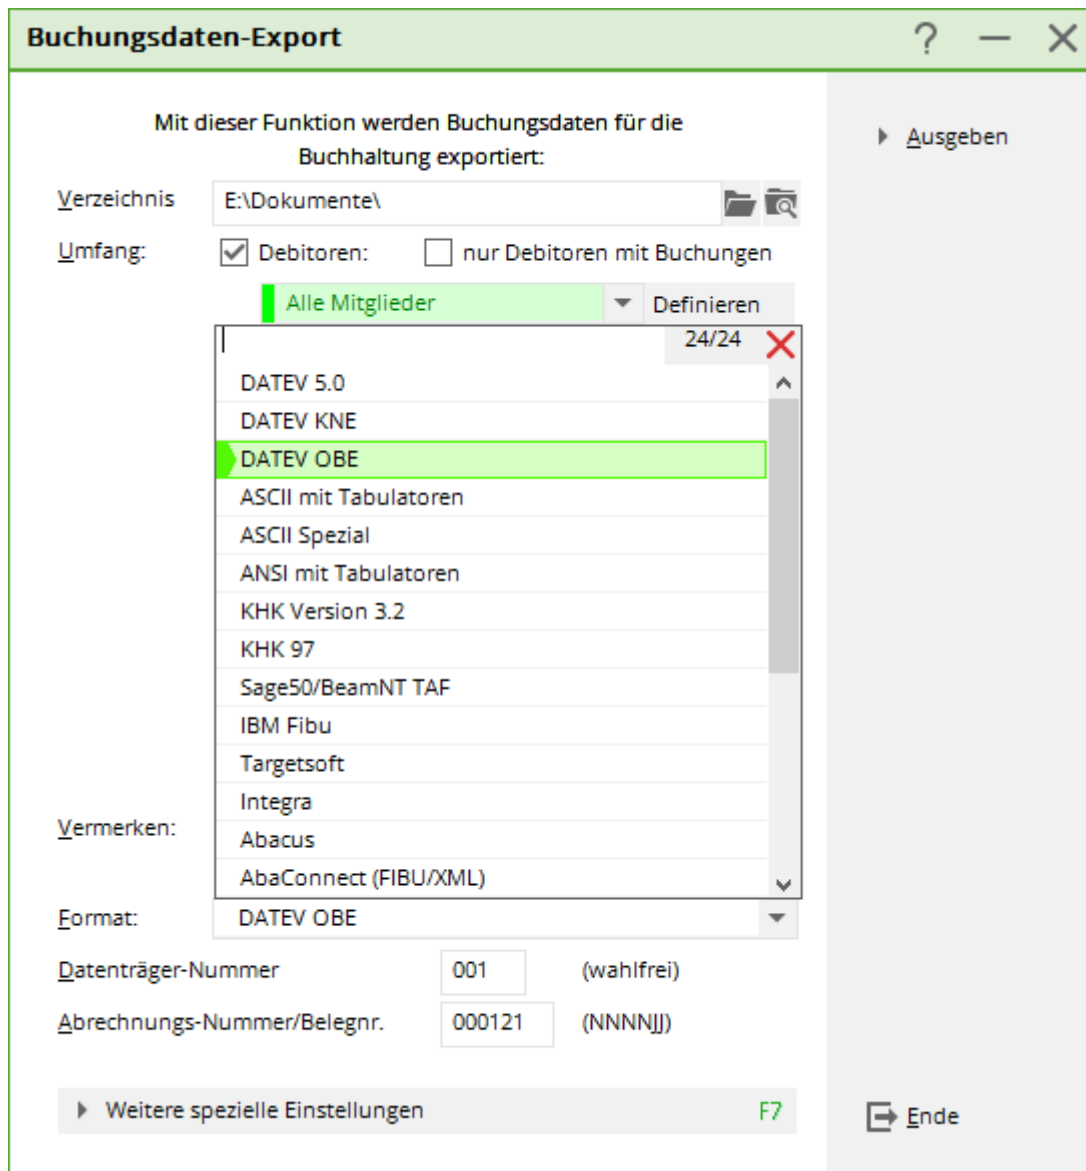 Buchungsdaten-Export
Mit dieser Funktion werden Buchungsdaten für die
Buchhaltung exportiert:
Ausgeben
Verzeichnis E:\Dokumente\
Umfang: Debitoren: nur Debitoren mit Buchungen
Alle Mitglieder Definieren
24/24
DATEV 5.0
DATEV KNE
DATEV OBE
ASCII mit Tabulatoren
ASCII Spezial
ANSI mit Tabulatoren
KHK Version 3.2
KHK 97
Sage50/BeamNT TAF
IBM Fibu
Targetsoft
Integra
Vermerken:
Abacus
AbaConnect (FIBU/XML)
Format: DATEV OBE
Datenträger-Nummer 001 (wahlfrei)
Abrechnungs-Nummer/Belegnr. 000121 (NNNNJJ)
Weitere spezielle Einstellungen F7
Ende